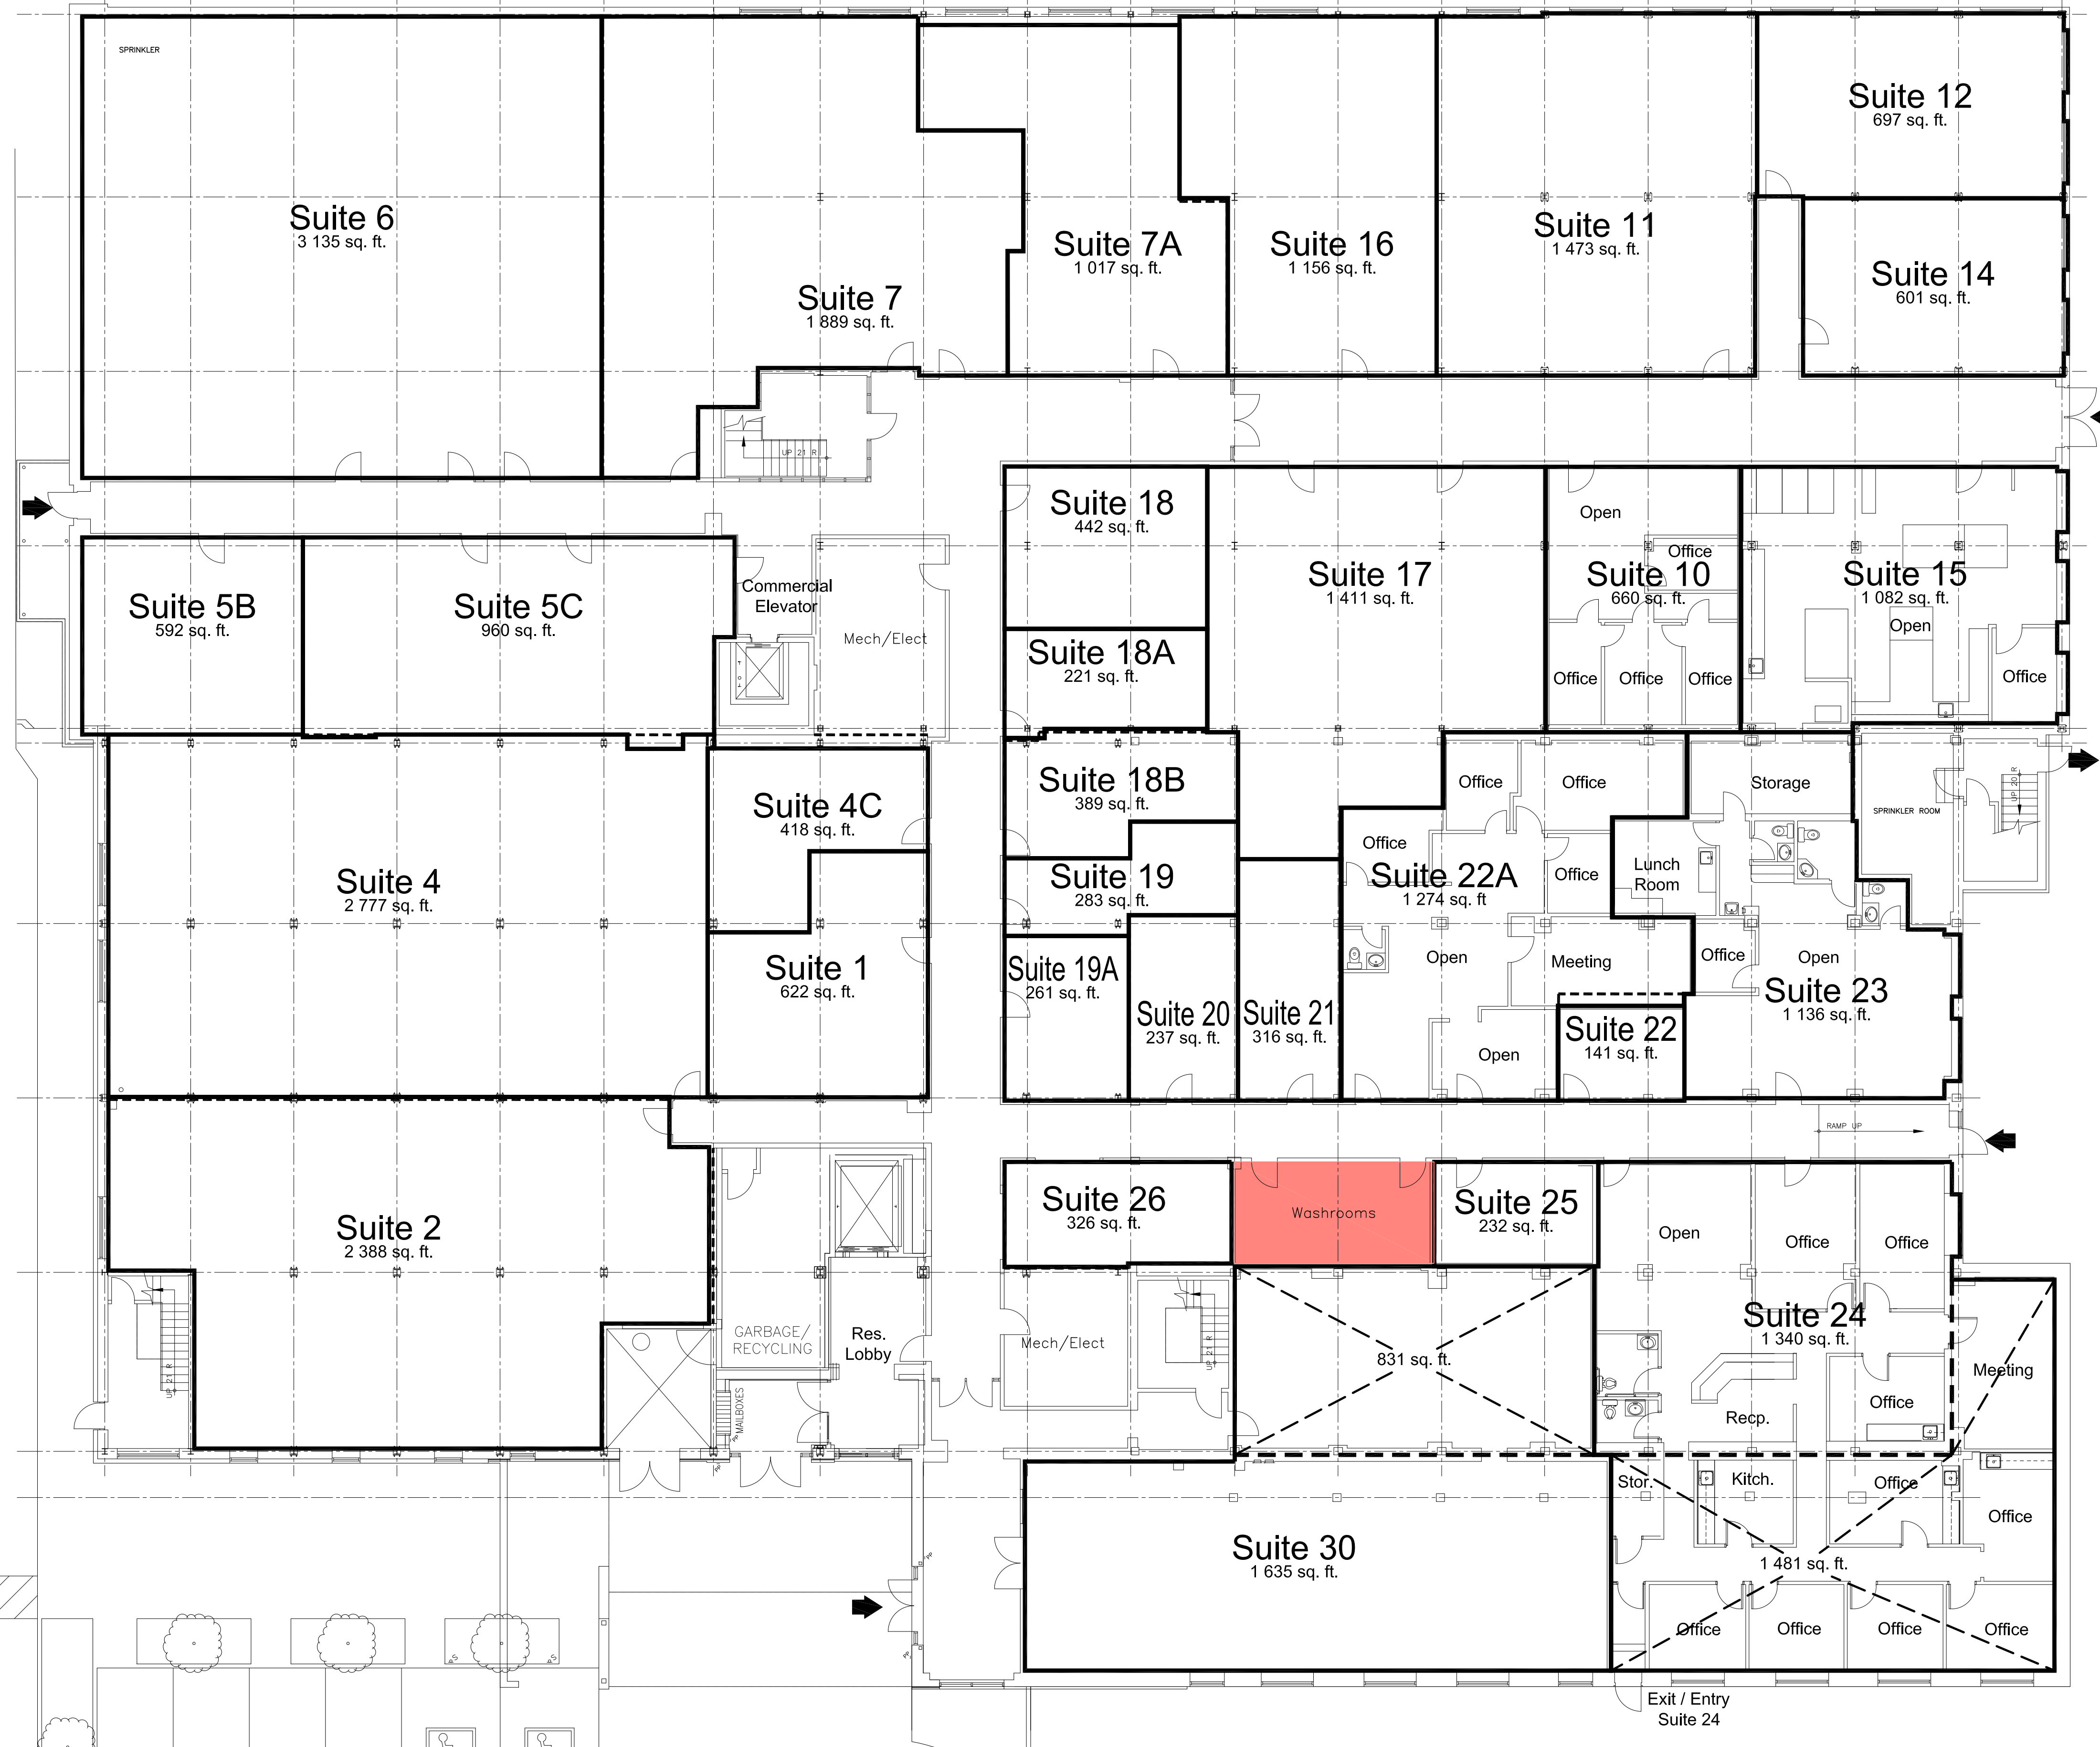 SPRINKLER
Suite 6
3 135 sq. ft.
Suite 7
1 889 sq. ft.
Suite 7A
1 017 sq. ft.
Suite 16
1 156 sq. ft.
Suite 11
1 473 sq. ft.
Suite 12
697 sq. ft.
Suite 14
601 sq. ft.
UP 21 R
Suite 5B
592 sq. ft.
Suite 5C
960 sq. ft.
Commercial
Elevator
Mech/Elect
Suite 18
442 sq. ft.
Suite 18A
221 sq. ft.
Suite 17
1 411 sq. ft.
Open
Office
Suite 10
660 sq. ft.
Office
Office
Office
Suite 15
1 082 sq. ft.
Open
Office
Suite 4
2 777 sq. ft.
Suite 4C
418 sq. ft.
Suite 1
622 sq. ft.
Suite 18B
389 sq. ft.
Suite 19
283 sq. ft.
Suite 19A
261 sq. ft.
Suite 20
237 sq. ft.
Suite 21
316 sq. ft.
Office
Office
Office
Suite 22A
1 274 sq. ft
Office
Open
Meeting
Open
Suite 22
141 sq. ft.
Storage
Lunch
Room
Office
Open
Suite 23
1 136 sq. ft.
SPRINKLER ROOM
UP 20 R
RAMP UP
Suite 2
2 388 sq. ft.
UP 21 R
GARBAGE/
RECYCLING
MAILBOXES
Res.
Lobby
Suite 26
326 sq. ft.
Washrooms
Suite 25
232 sq. ft.
Mech/Elect
UP 21 R
831 sq. ft.
Open
Office
Office
Suite 24
1 340 sq. ft.
Meeting
Office
Recp.
Stor.
Kitch.
Office
Office
1 481 sq. ft.
Office
Office
Office
Office
Suite 30
1 635 sq. ft.
Exit / Entry
Suite 24